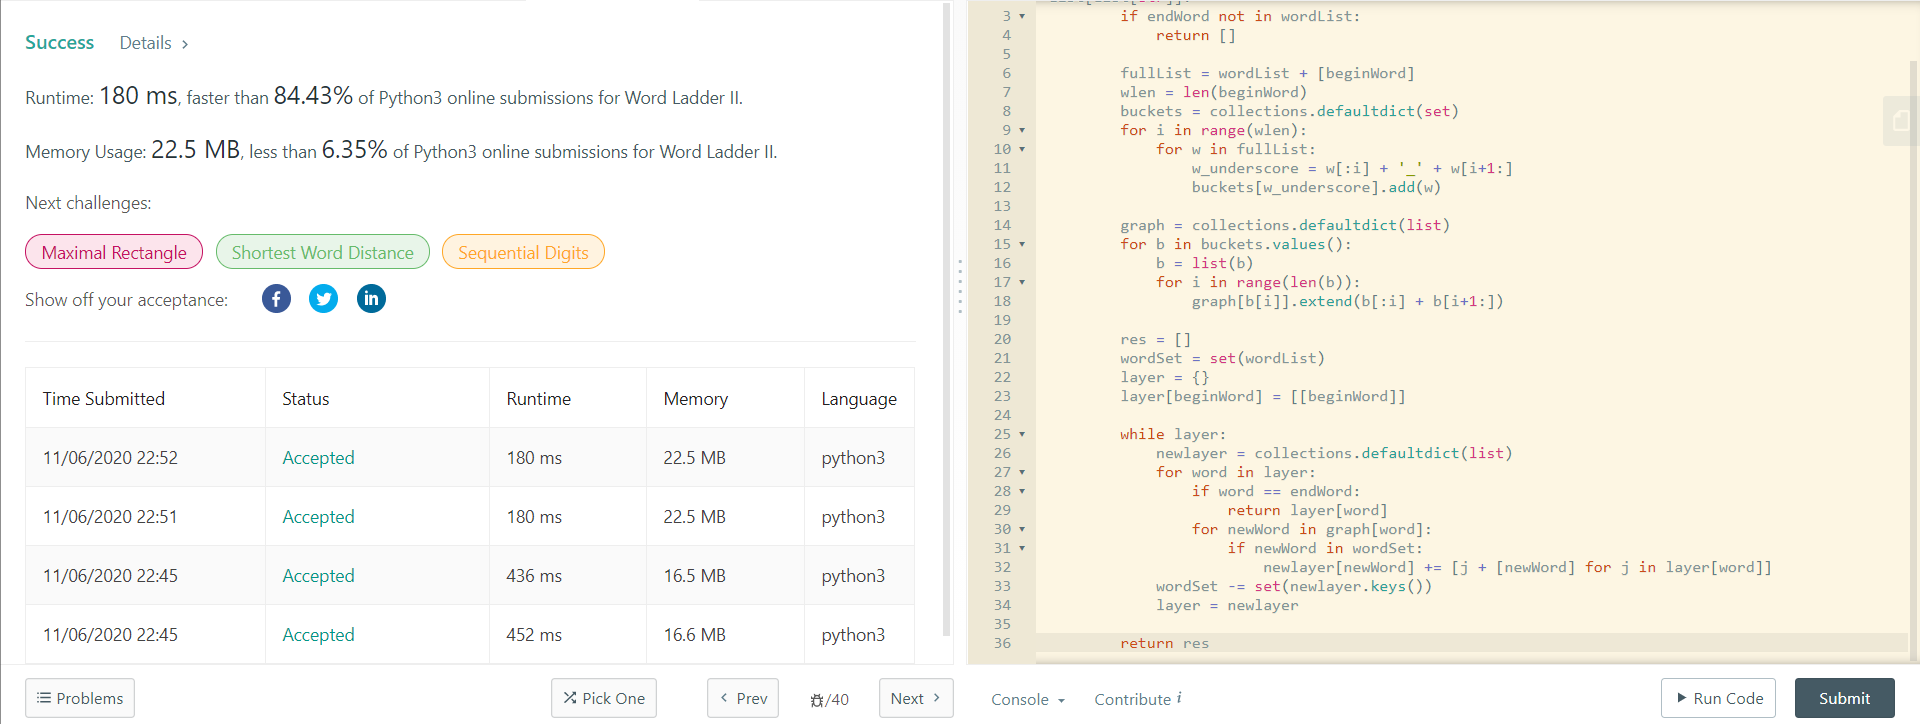 Success Details >
Runtime: 180 ms, faster than 84.43% of Python3 online submissions for Word Ladder II.
Memory Usage: 22.5 MB, less than 6.35% of Python3 online submissions for Word Ladder II.
Next challenges:
Maximal Rectangle Shortest Word Distance Sequential Digits
Show off your acceptance:
Time Submitted Status Runtime Memory Language
11/06/2020 22:52 Accepted 180 ms 22.5 MB python3
11/06/2020 22:51 Accepted 180 ms 22.5 MB python3
11/06/2020 22:45 Accepted 436 ms 16.5 MB python3
11/06/2020 22:45 Accepted 452 ms 16.6 MB python3
Problems Pick One < Prev /40 Next >
3 if endWord not in wordList:
4 return []
5
6 fullList = wordList + [beginWord]
7 wlen = len(beginWord)
8 buckets = collections.defaultdict(set)
9 for i in range(wlen):
10 for w in fullList:
11 w_underscore = w[:i] + '_' + w[i+1:]
12 buckets[w_underscore].add(w)
13
14 graph = collections.defaultdict(list)
15 for b in buckets.values():
16 b = list(b)
17 for i in range(len(b)):
18 graph[b[i]].extend(b[:i] + b[i+1:])
19
20 res = []
21 wordSet = set(wordList)
22 layer = {}
23 layer[beginWord] = [[beginWord]]
24
25 while layer:
26 newlayer = collections.defaultdict(list)
27 for word in layer:
28 if word == endWord:
29 return layer[word]
30 for newWord in graph[word]:
31 if newWord in wordSet:
32 newlayer[newWord] += [j + [newWord] for j in layer[word]]
33 wordSet -= set(newlayer.keys())
34 layer = newlayer
35
36 return res
Console Contribute i Run Code Submit